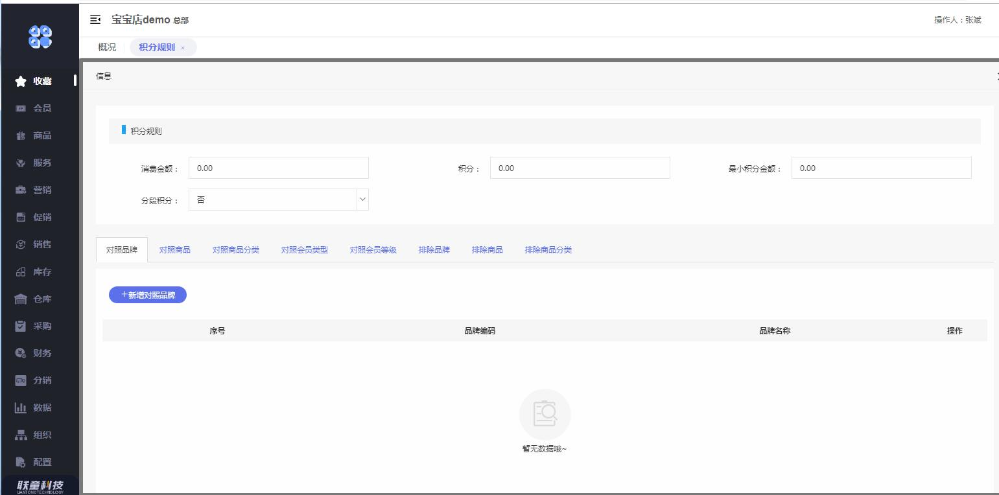 宝宝店demo 总部
操作人：张斌
概况
积分规则 ×
收藏
会员
商品
服务
营销
促销
销售
库存
仓库
采购
财务
分销
数据
组织
配置
联童科技
LIANTONGTECHNOLOGY
信息
积分规则
消费金额： 0.00
积分： 0.00
最小积分金额： 0.00
分段积分： 否
对照品牌 对照商品 对照商品分类 对照会员类型 对照会员等级 排除品牌 排除商品 排除商品分类
+新增对照品牌
序号 品牌编码 品牌名称 操作
暂无数据哦~